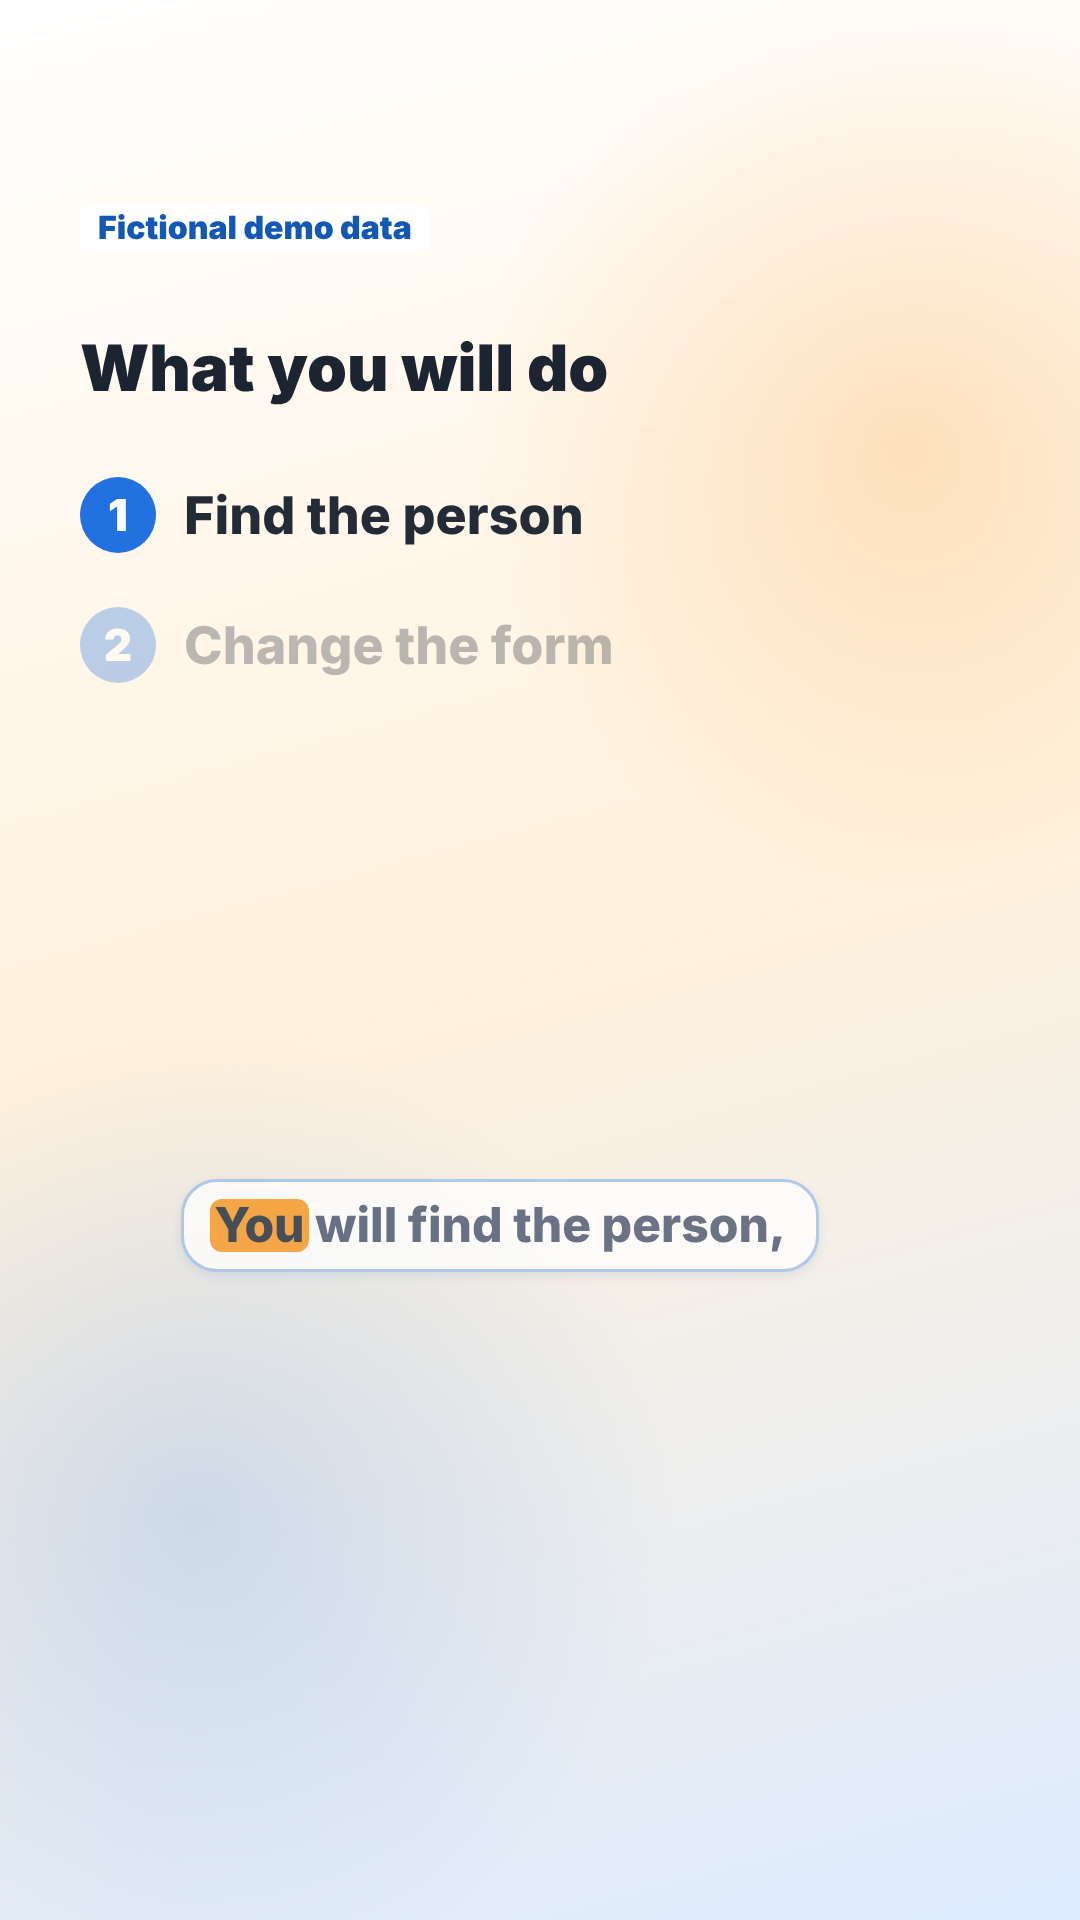 Fictional demo data
What you will do
1 Find the person
2 Change the form
You will find the person,